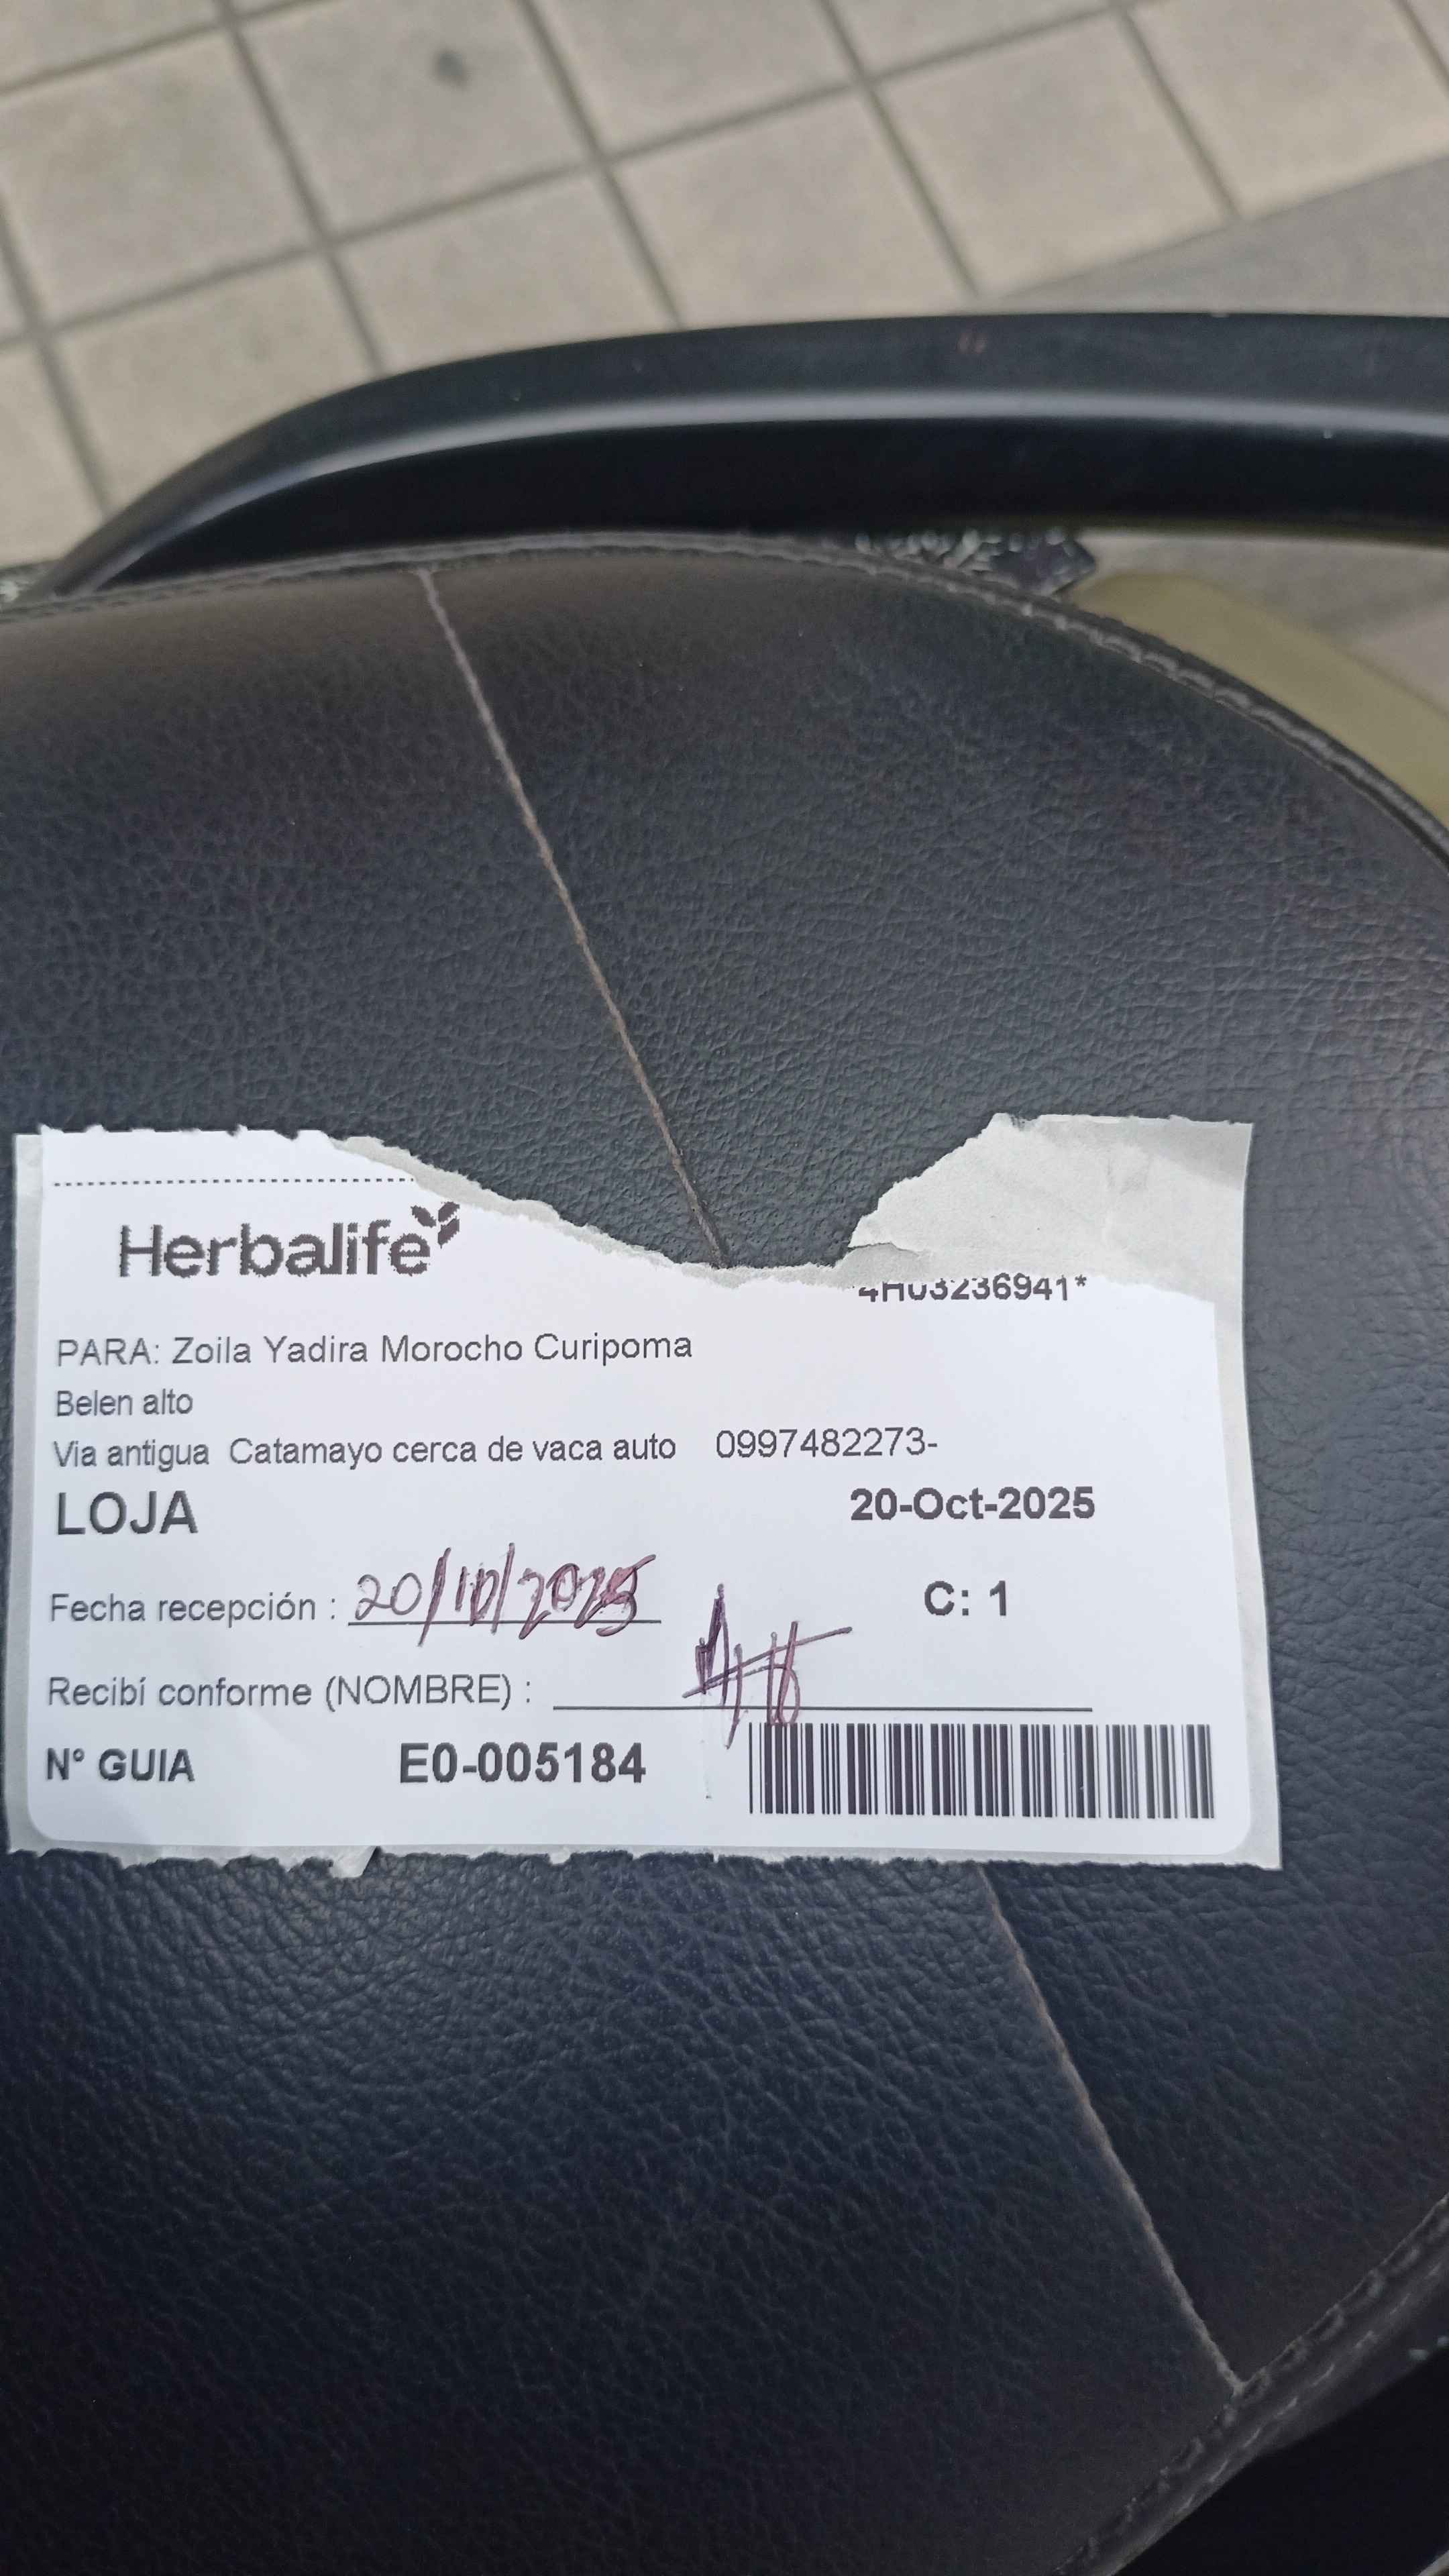 Herbalife
4H03236941*
PARA: Zoila Yadira Morocho Curipoma
Belen alto
Via antigua Catamayo cerca de vaca auto 0997482273-
LOJA 20-Oct-2025
Fecha recepción : 20/10/2025
C: 1
Recibí conforme (NOMBRE) :
N° GUIA E0-005184